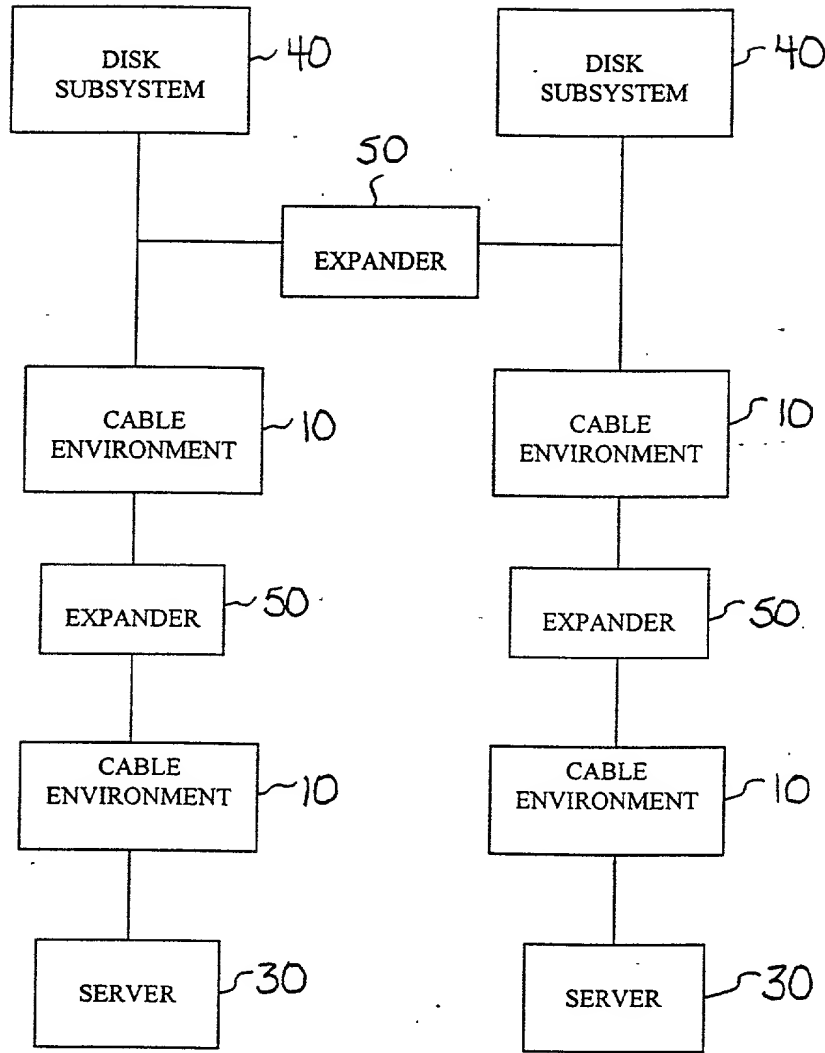 DISK
SUBSYSTEM
40
DISK
SUBSYSTEM
40
50
EXPANDER
CABLE
ENVIRONMENT
10
CABLE
ENVIRONMENT
10
EXPANDER
50
EXPANDER
50
CABLE
ENVIRONMENT
10
CABLE
ENVIRONMENT
10
SERVER
30
SERVER
30